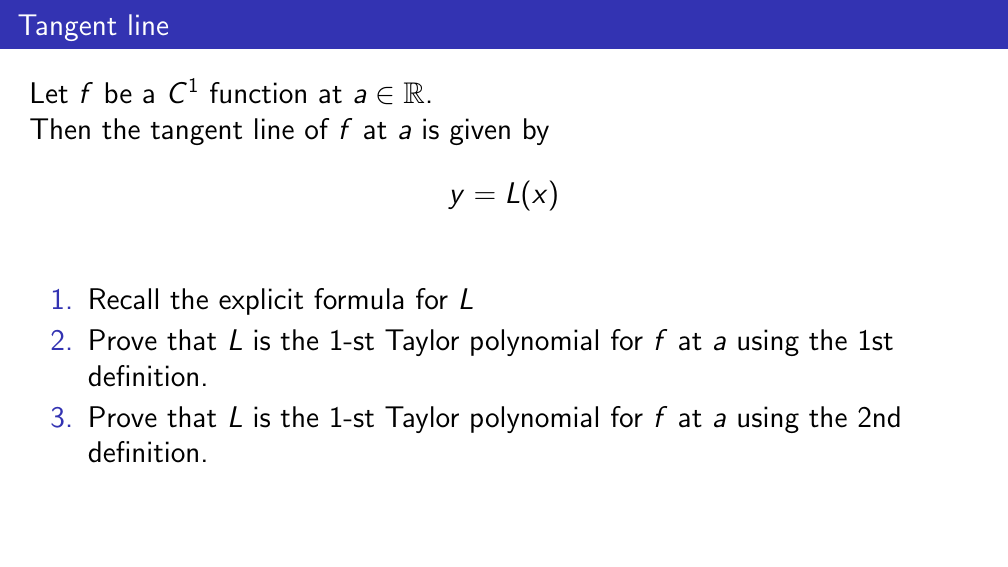 Tangent line
Let f be a C¹ function at a ∈ ℝ.
Then the tangent line of f at a is given by
y = L(x)
1. Recall the explicit formula for L
2. Prove that L is the 1-st Taylor polynomial for f at a using the 1st
definition.
3. Prove that L is the 1-st Taylor polynomial for f at a using the 2nd
definition.